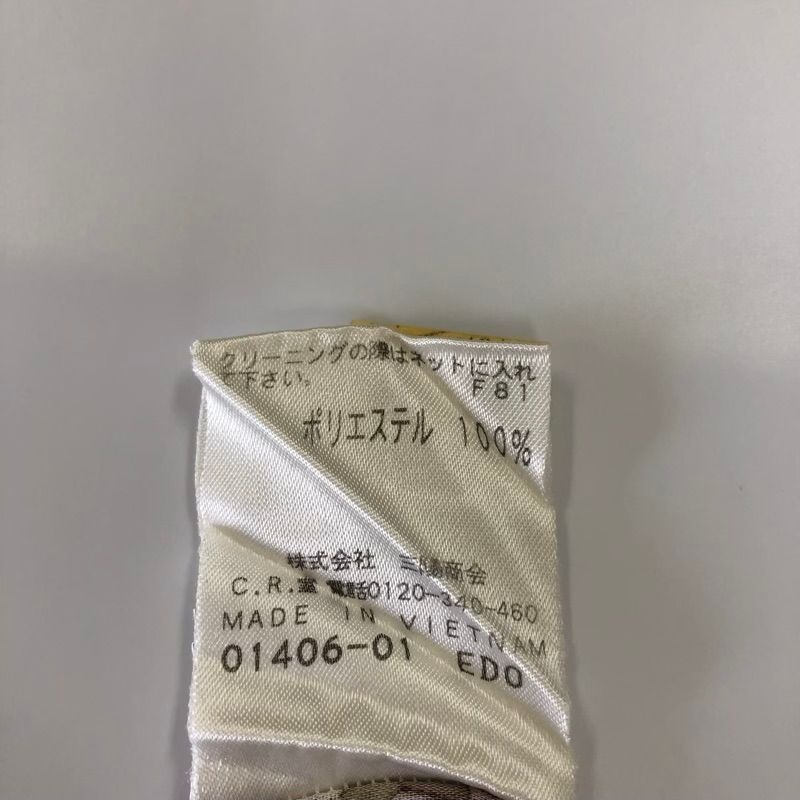 クリーニングの際はネットに入れ
て下さい。 F81
ポリエステル 100%
株式会社 三陽商会
C.R.室 電話0120-340-460
MADE IN VIETNAM
01406-01 EDO